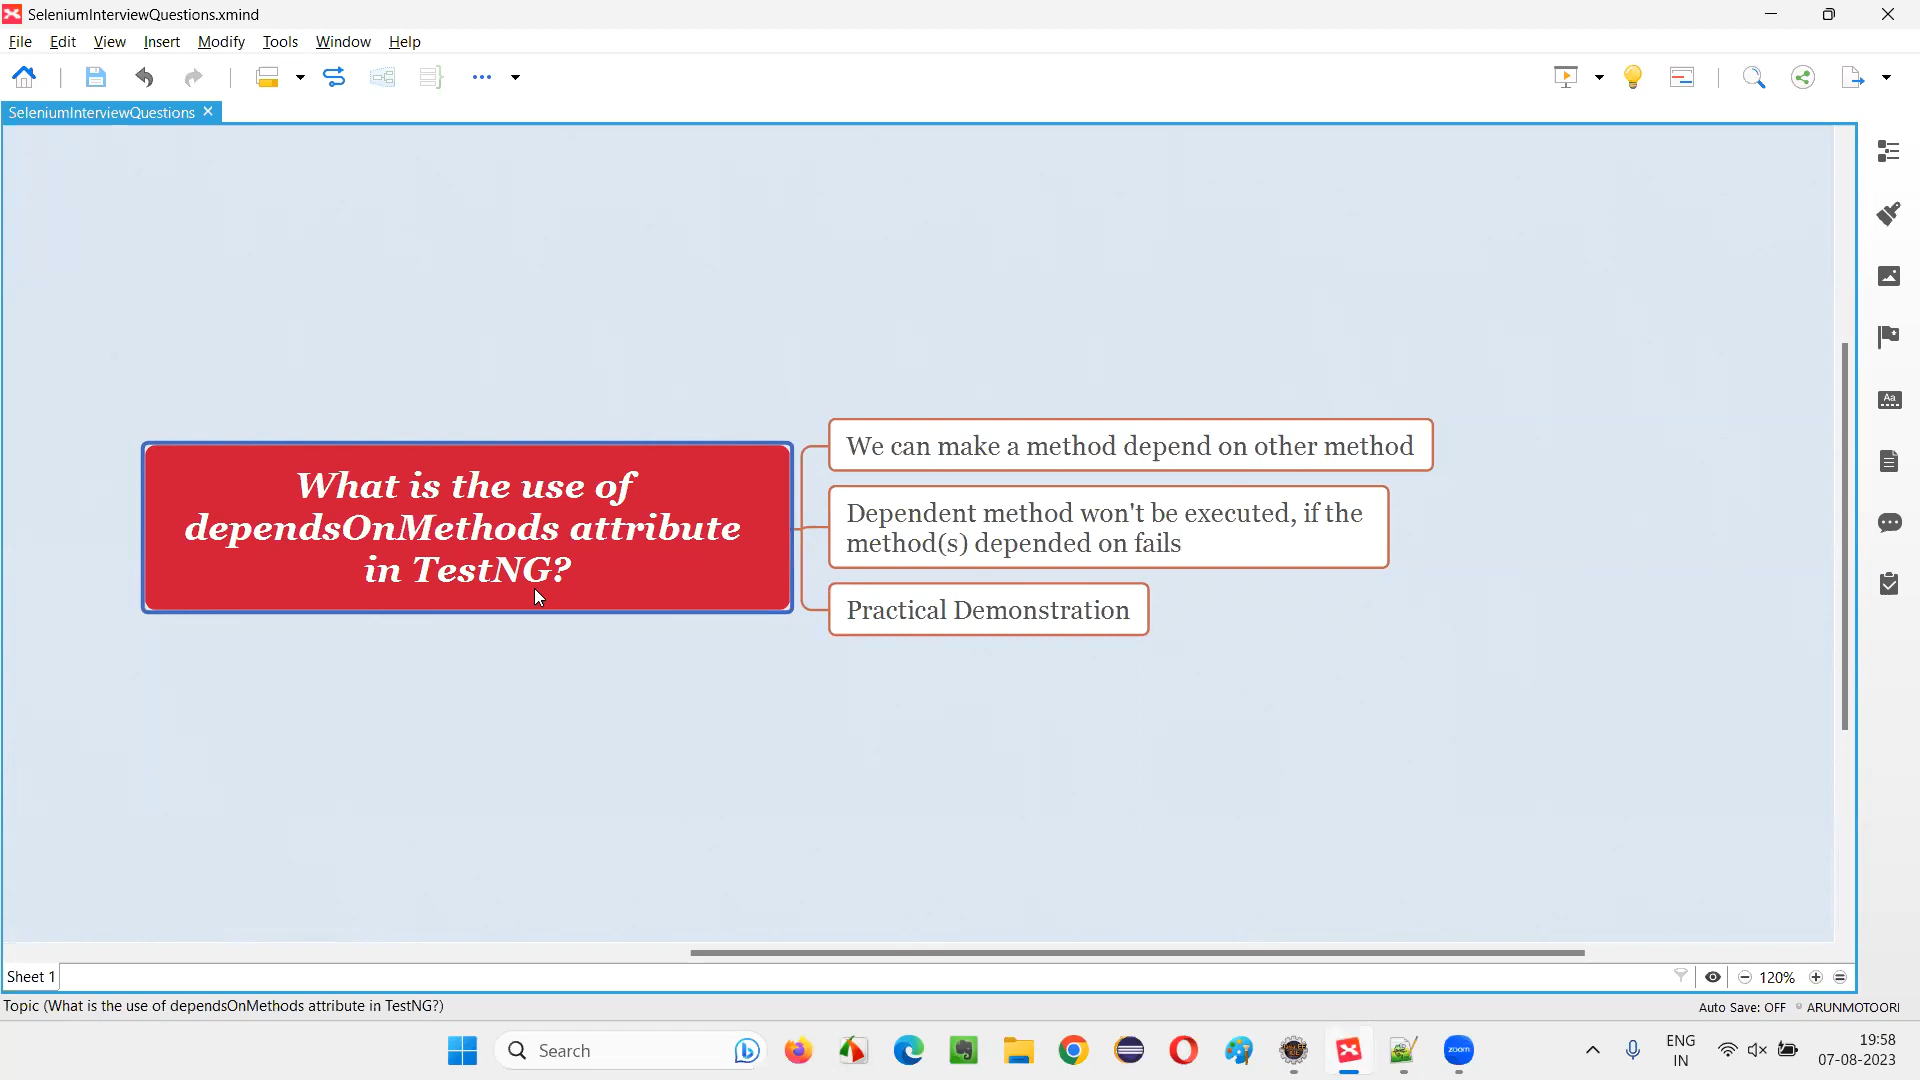 SeleniumInterviewQuestions.xmind
File Edit View Insert Modify Tools Window Help
SeleniumInterviewQuestions
What is the use of
dependsOnMethods attribute
in TestNG?
We can make a method depend on other method
Dependent method won't be executed, if the
method(s) depended on fails
Practical Demonstration
Aa
Sheet 1
120%
Topic (What is the use of dependsOnMethods attribute in TestNG?)
Auto Save: OFF
ARUNMOTOORI
Search
zoom
ENG
IN
19:58
07-08-2023